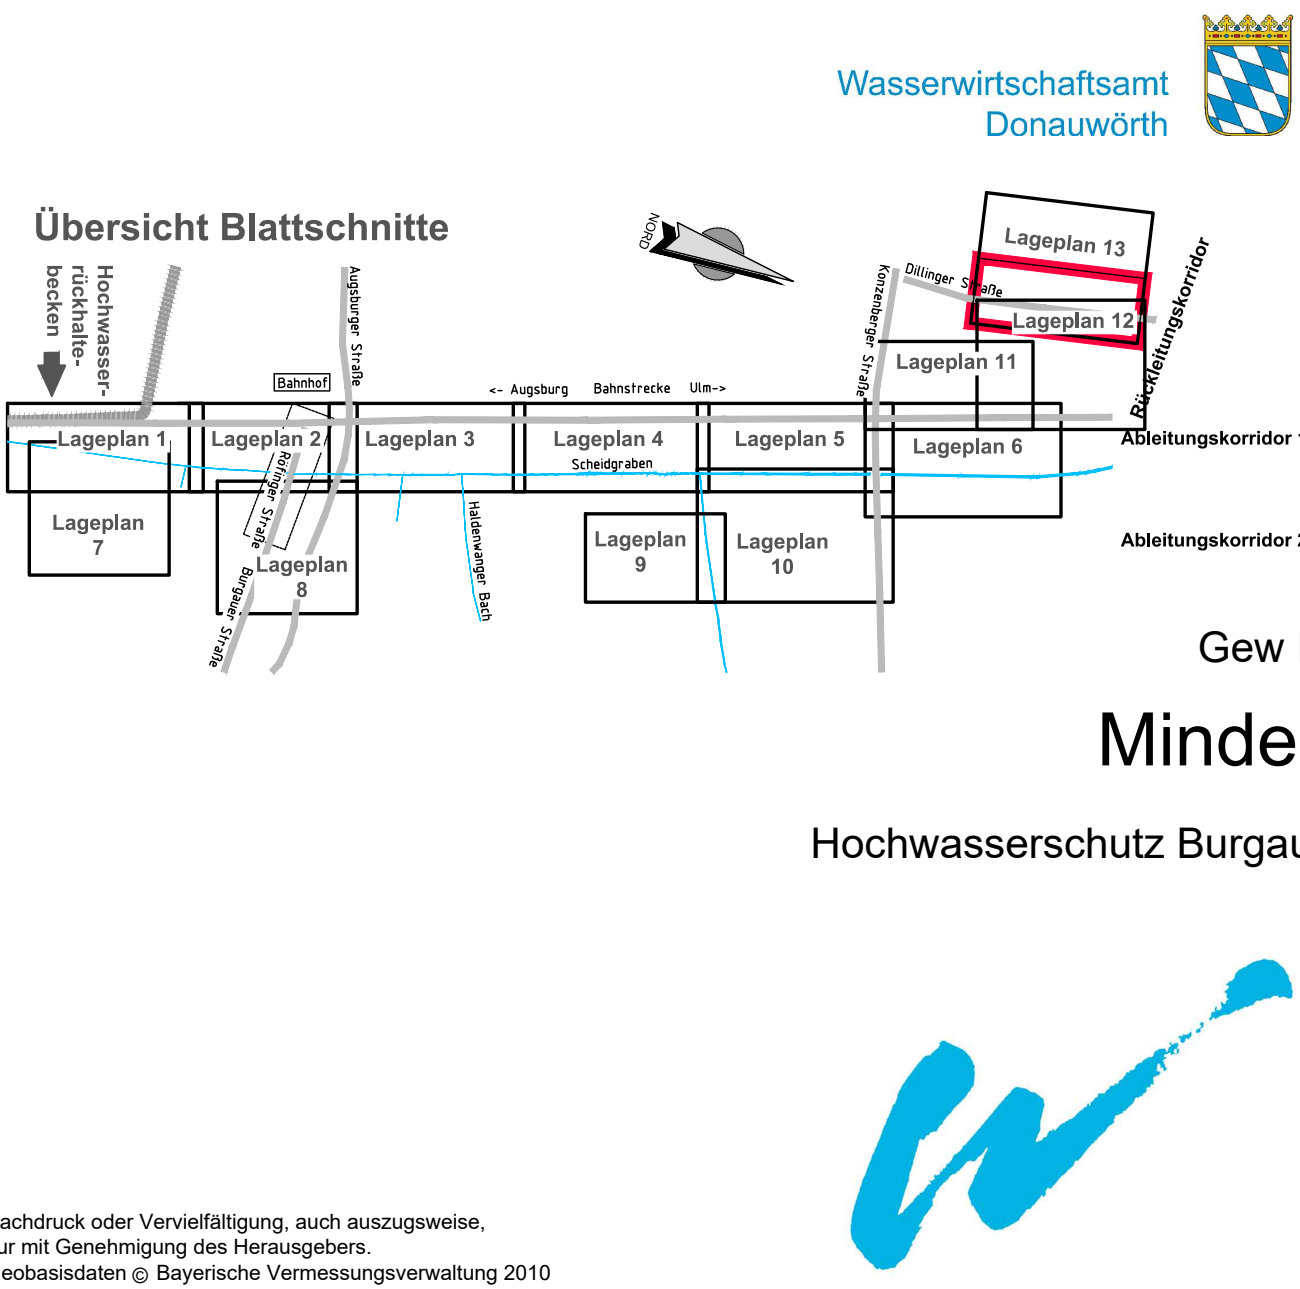 Wasserwirtschaftsamt
Donauwörth
Übersicht Blattschnitte
NORD
Hochwasser-
rückhalte-
becken
Augsburger Straße
Bahnhof
<- Augsburg Bahnstrecke Ulm->
Konzenberger Straße
Dillinger Straße
Lageplan 13
Lageplan 12
Lageplan 11
Rückleitungskorridor
Lageplan 1
Lageplan 2
Lageplan 3
Lageplan 4
Lageplan 5
Lageplan 6
Ableitungskorridor 1
Scheidgraben
Röfinger Straße
Haldenwanger Bach
Lageplan
7
Lageplan
8
Burgauer Straße
Lageplan
9
Lageplan
10
Ableitungskorridor 2
Gew
Minde
Hochwasserschutz Burgau
achdruck oder Vervielfältigung, auch auszugsweise,
ur mit Genehmigung des Herausgebers.
eobasisdaten © Bayerische Vermessungsverwaltung 2010